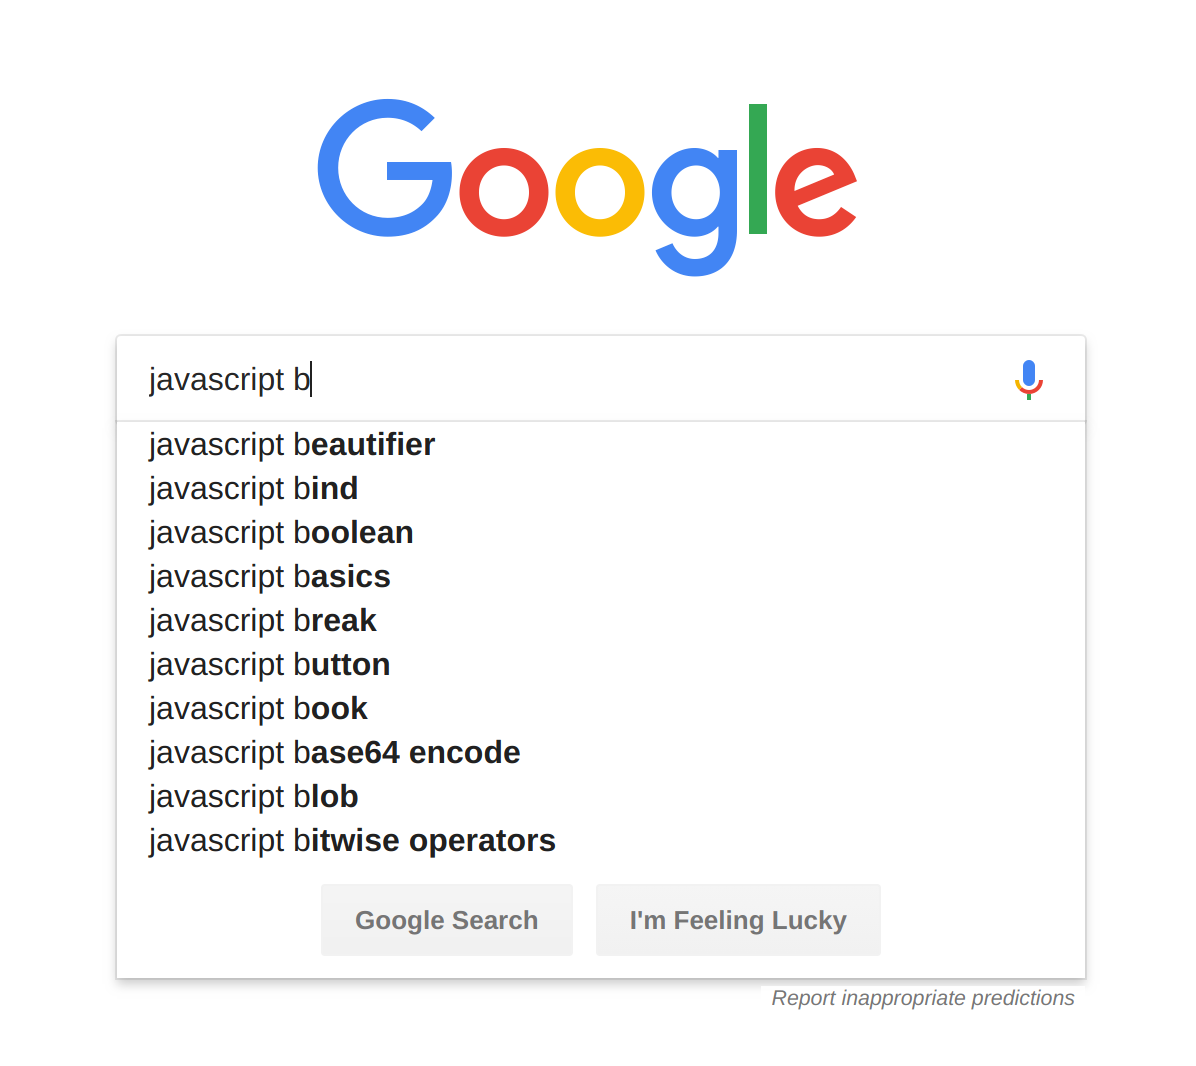 Google
javascript b
javascript beautifier
javascript bind
javascript boolean
javascript basics
javascript break
javascript button
javascript book
javascript base64 encode
javascript blob
javascript bitwise operators
Google Search I'm Feeling Lucky
Report inappropriate predictions